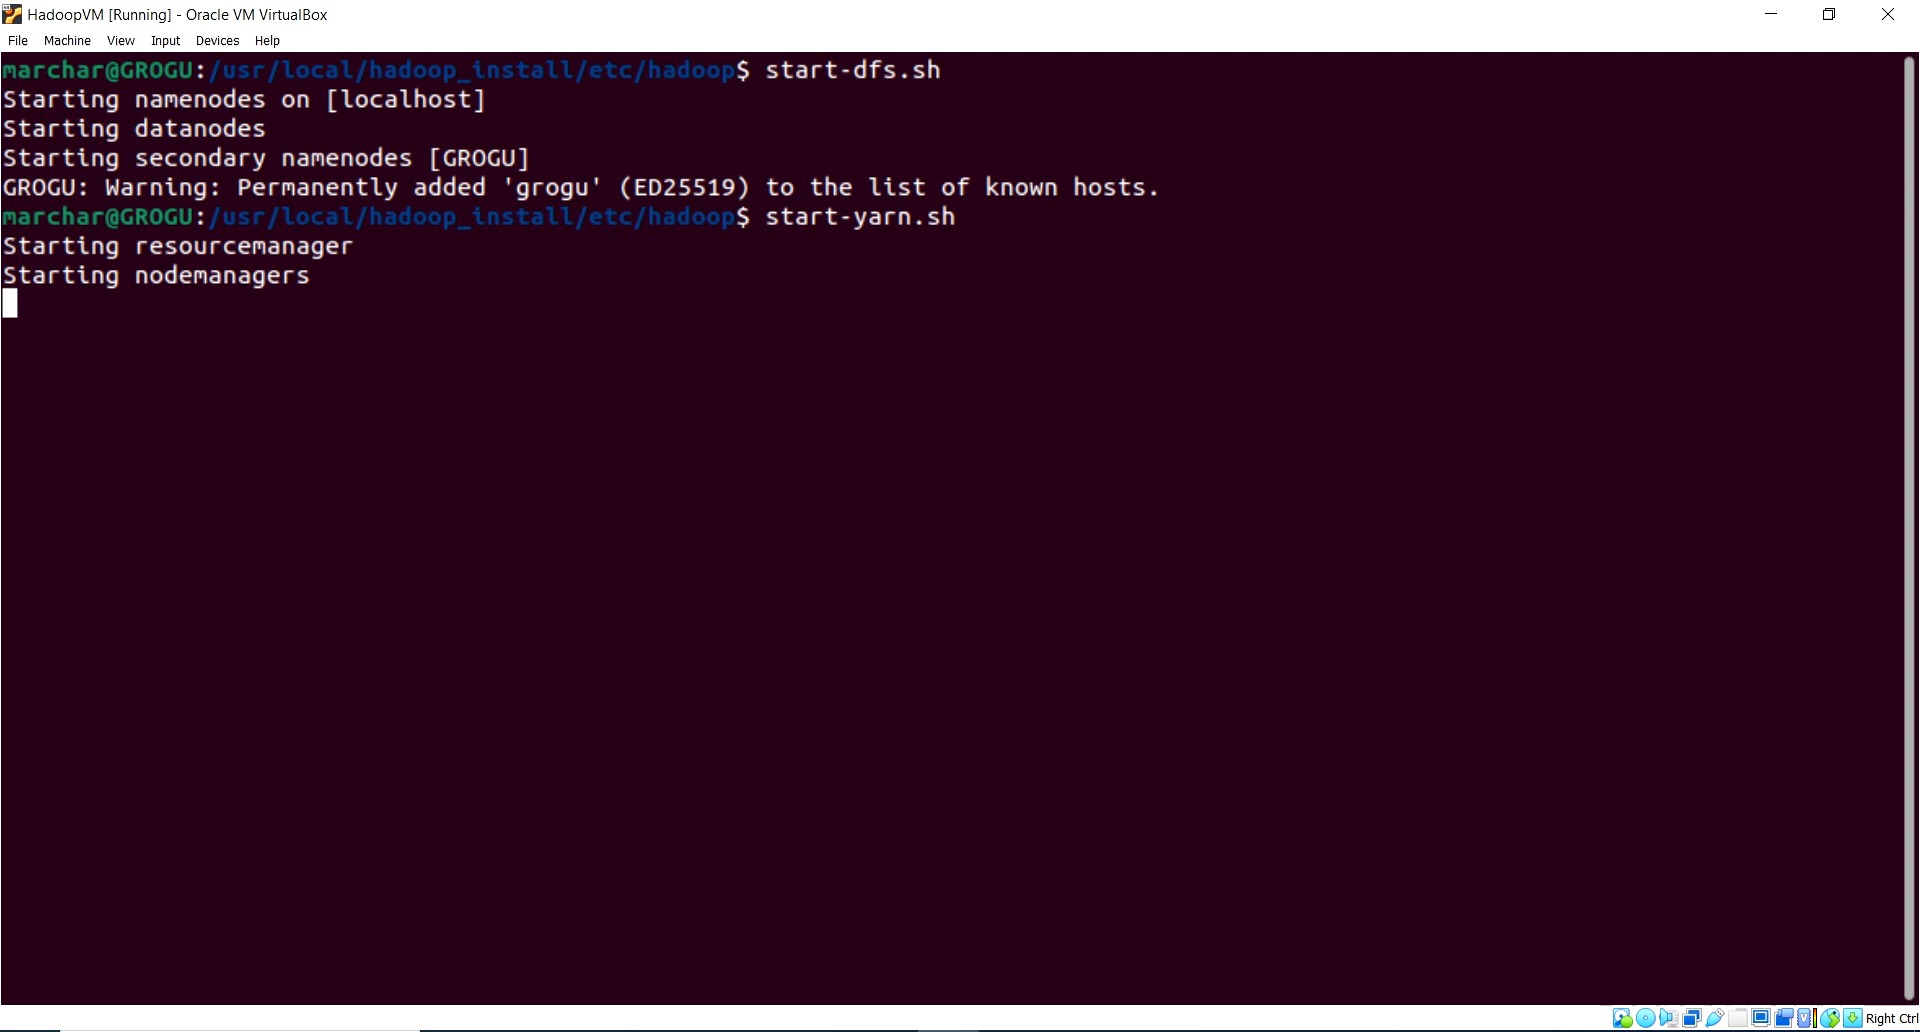 HadoopVM [Running] - Oracle VM VirtualBox
File Machine View Input Devices Help
marchar@GROGU:/usr/local/hadoop_install/etc/hadoop$ start-dfs.sh
Starting namenodes on [localhost]
Starting datanodes
Starting secondary namenodes [GROGU]
GROGU: Warning: Permanently added 'grogu' (ED25519) to the list of known hosts.
marchar@GROGU:/usr/local/hadoop_install/etc/hadoop$ start-yarn.sh
Starting resourcemanager
Starting nodemanagers
Right Ctrl